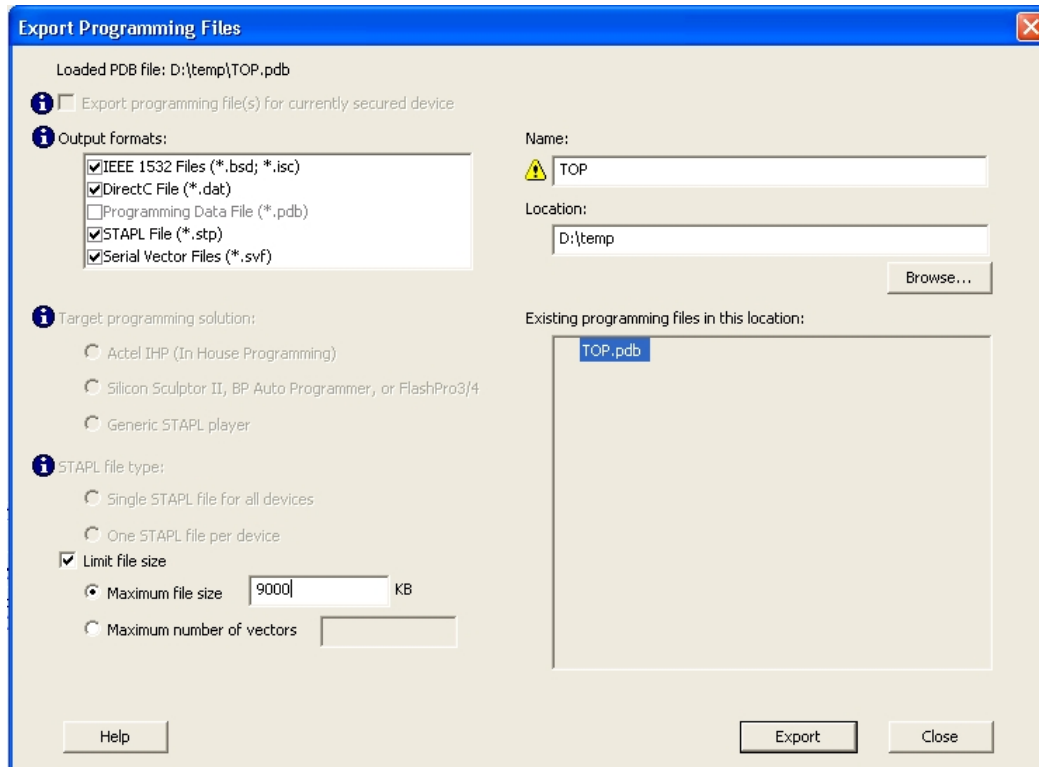 Export Programming Files
Loaded PDB file: D:\temp\TOP.pdb
Export programming file(s) for currently secured device
Output formats:
IEEE 1532 Files (*.bsd; *.isc)
DirectC File (*.dat)
Programming Data File (*.pdb)
STAPL File (*.stp)
Serial Vector Files (*.svf)
Name:
TOP
Location:
D:\temp
Browse...
Target programming solution:
Actel IHP (In House Programming)
Silicon Sculptor II, BP Auto Programmer, or FlashPro3/4
Generic STAPL player
STAPL file type:
Single STAPL file for all devices
One STAPL file per device
Limit file size
Maximum file size 9000 KB
Maximum number of vectors
Existing programming files in this location:
TOP.pdb
Help
Export
Close